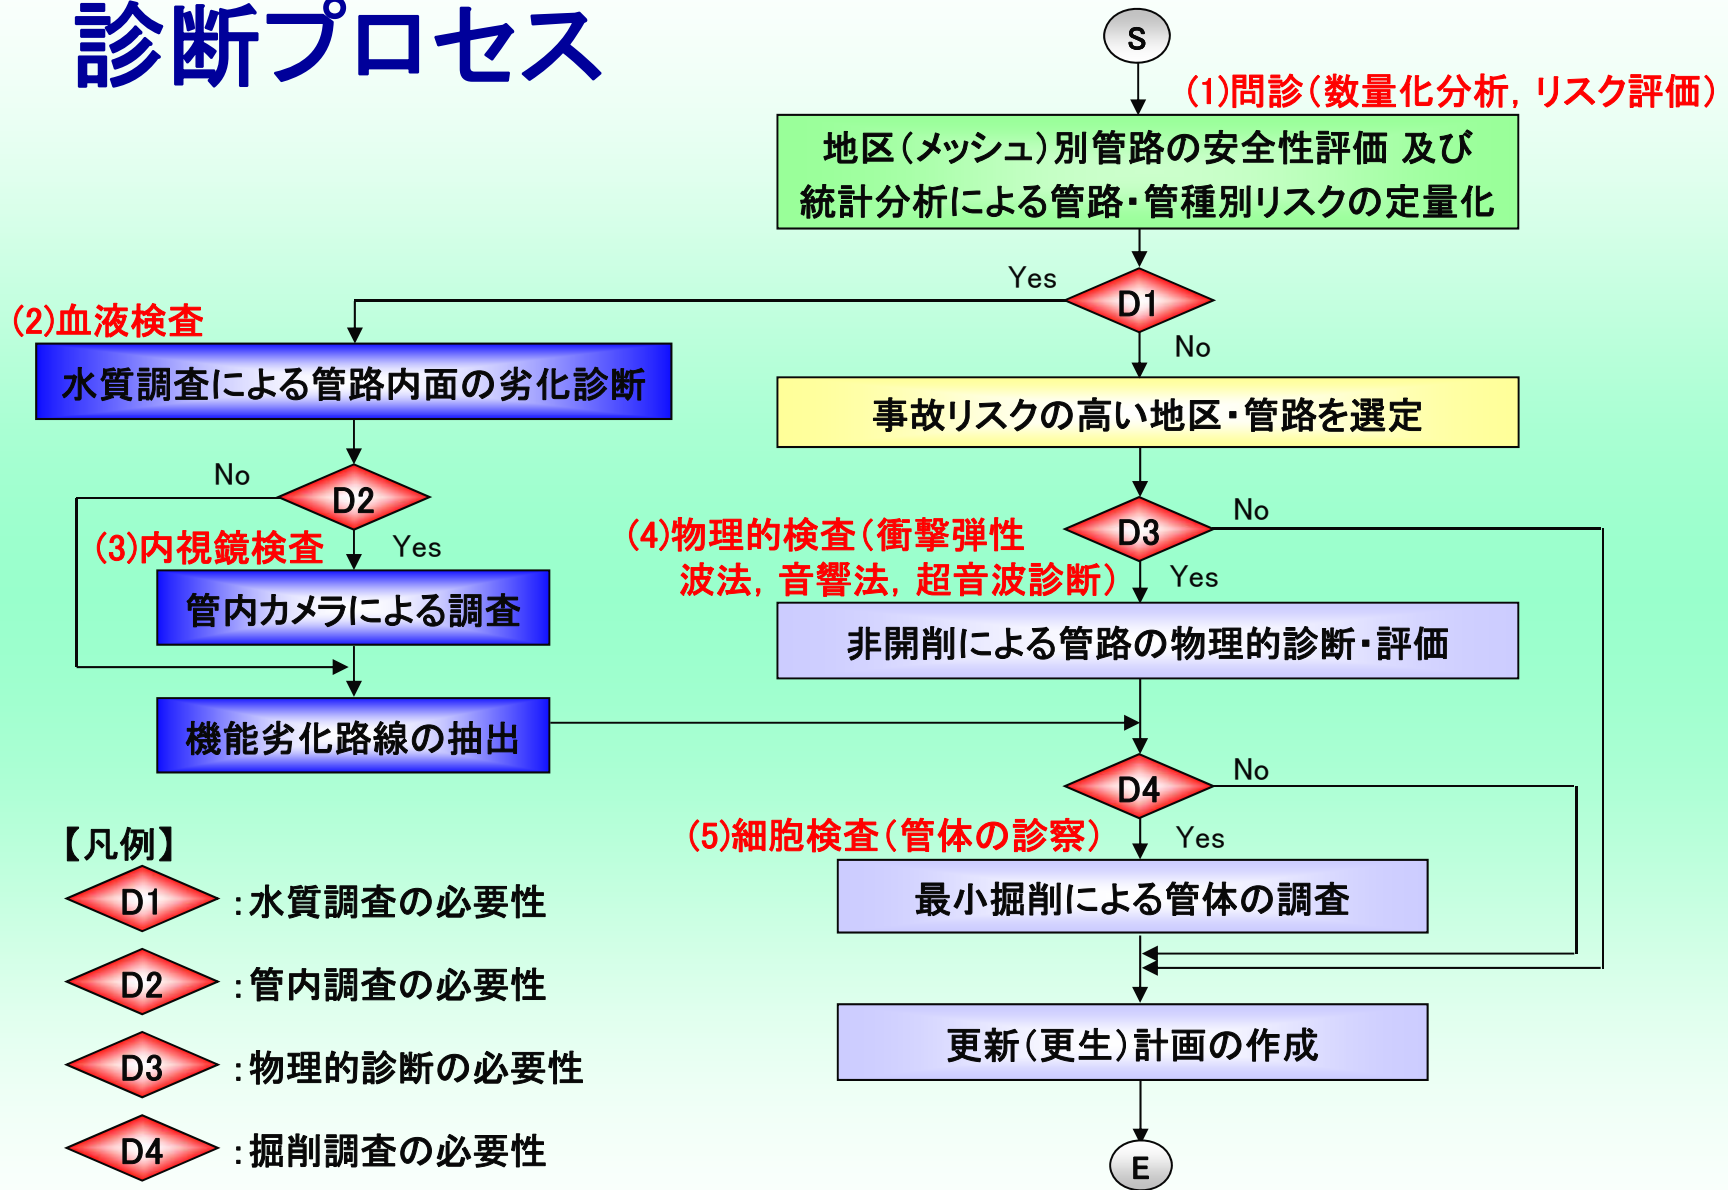 診断プロセス
S
(1)問診（数量化分析，リスク評価）
地区（メッシュ）別管路の安全性評価 及び
統計分析による管路・管種別リスクの定量化
Yes
D1
No
(2)血液検査
水質調査による管路内面の劣化診断
事故リスクの高い地区・管路を選定
No
D2
Yes
(3)内視鏡検査
管内カメラによる調査
機能劣化路線の抽出
D3
No
Yes
(4)物理的検査（衝撃弾性
波法，音響法，超音波診断）
非開削による管路の物理的診断・評価
D4
No
Yes
(5)細胞検査（管体の診察）
最小掘削による管体の調査
更新（更生）計画の作成
E
【凡例】
D1：水質調査の必要性
D2：管内調査の必要性
D3：物理的診断の必要性
D4：掘削調査の必要性